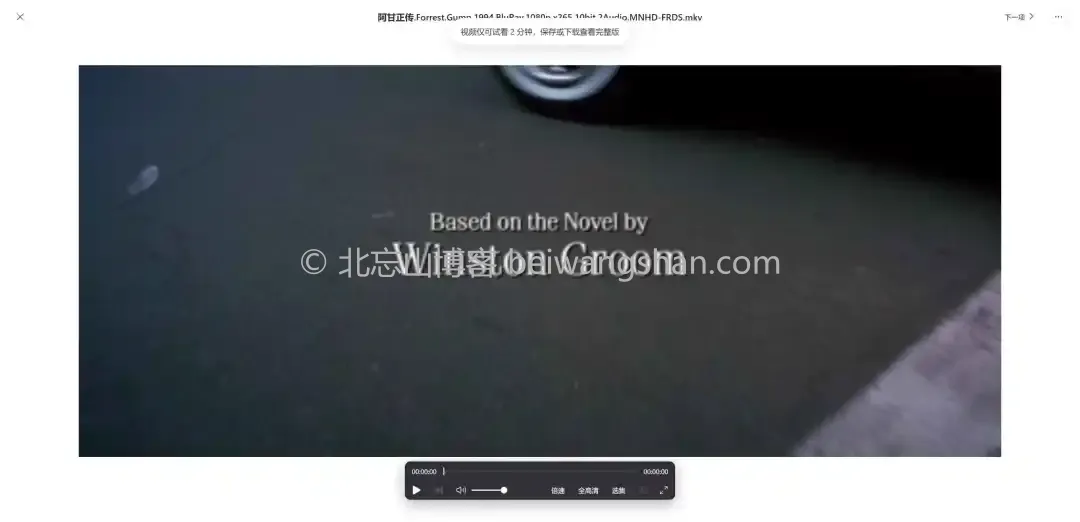 阿甘正传.Forrest.Gump.1994.BluRay.1080p.x265.10bit.2Audio.MNHD-FRDS.mkv
下一项
视频仅可试看 2 分钟，保存或下载查看完整版
Based on the Novel by
Winston Groom
© 北忘山博客 beiwangshan.com
00:00:00
00:00:00
倍速 全高清 选集